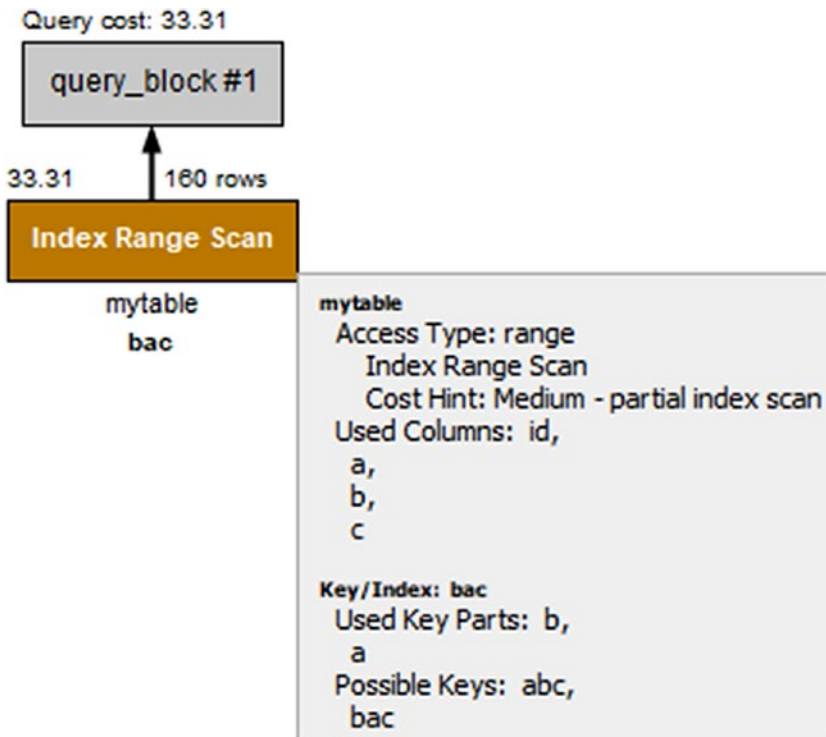 Query cost: 33.31
query_block #1
33.31
160 rows
Index Range Scan
mytable
bac
mytable
Access Type: range
Index Range Scan
Cost Hint: Medium - partial index scan
Used Columns: id,
a,
b,
c
Key/Index: bac
Used Key Parts: b,
a
Possible Keys: abc,
bac